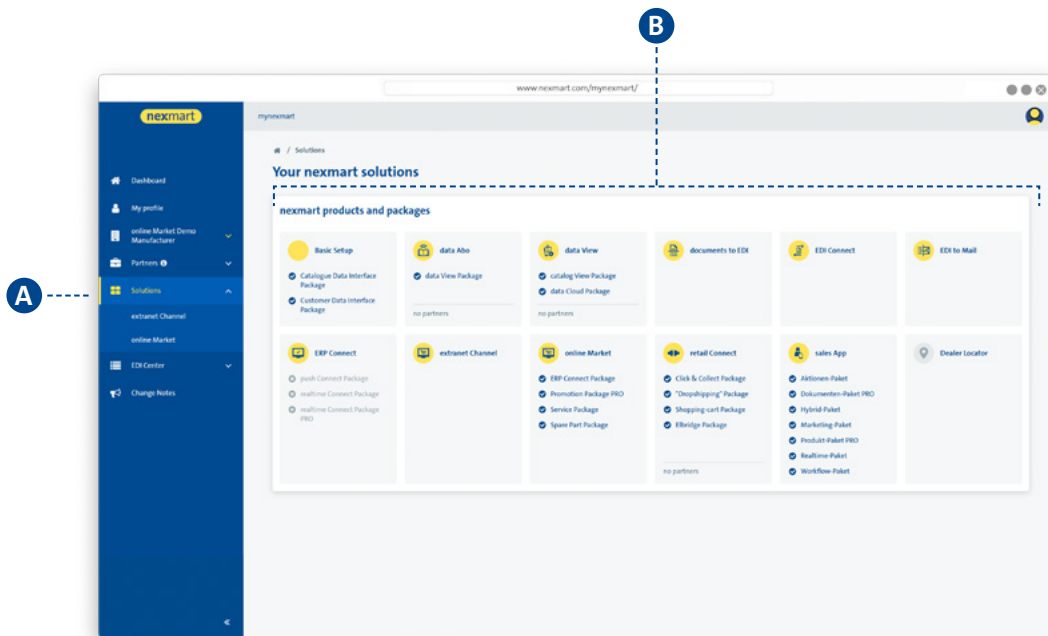 B
www.nexmart.com/mynexmart/
nexmart
mynexmart
/ Solutions
Your nexmart solutions
A
Dashboard
My profile
online Market Demo
Manufacturer
Partners
Solutions
extranet Channel
online Market
EDI Center
Change Notes
nexmart products and packages
Basic Setup
Catalogue Data Interface
Package
Customer Data Interface
Package
data Abo
data View Package
no partners
data View
catalog View Package
data Cloud Package
no partners
documents to EDI
EDI Connect
EDI to Mail
ERP Connect
push Connect Package
realtime Connect Package
realtime Connect Package
PRO
extranet Channel
online Market
ERP Connect Package
Promotion Package PRO
Service Package
Spare Part Package
retail Connect
Click & Collect Package
"Dropshipping" Package
Shopping-cart Package
Elbridge Package
no partners
sales App
Aktionen-Paket
Dokumenten-Paket PRO
Hybrid-Paket
Marketing-Paket
Produkt-Paket PRO
Realtime-Paket
Workflow-Paket
Dealer Locator